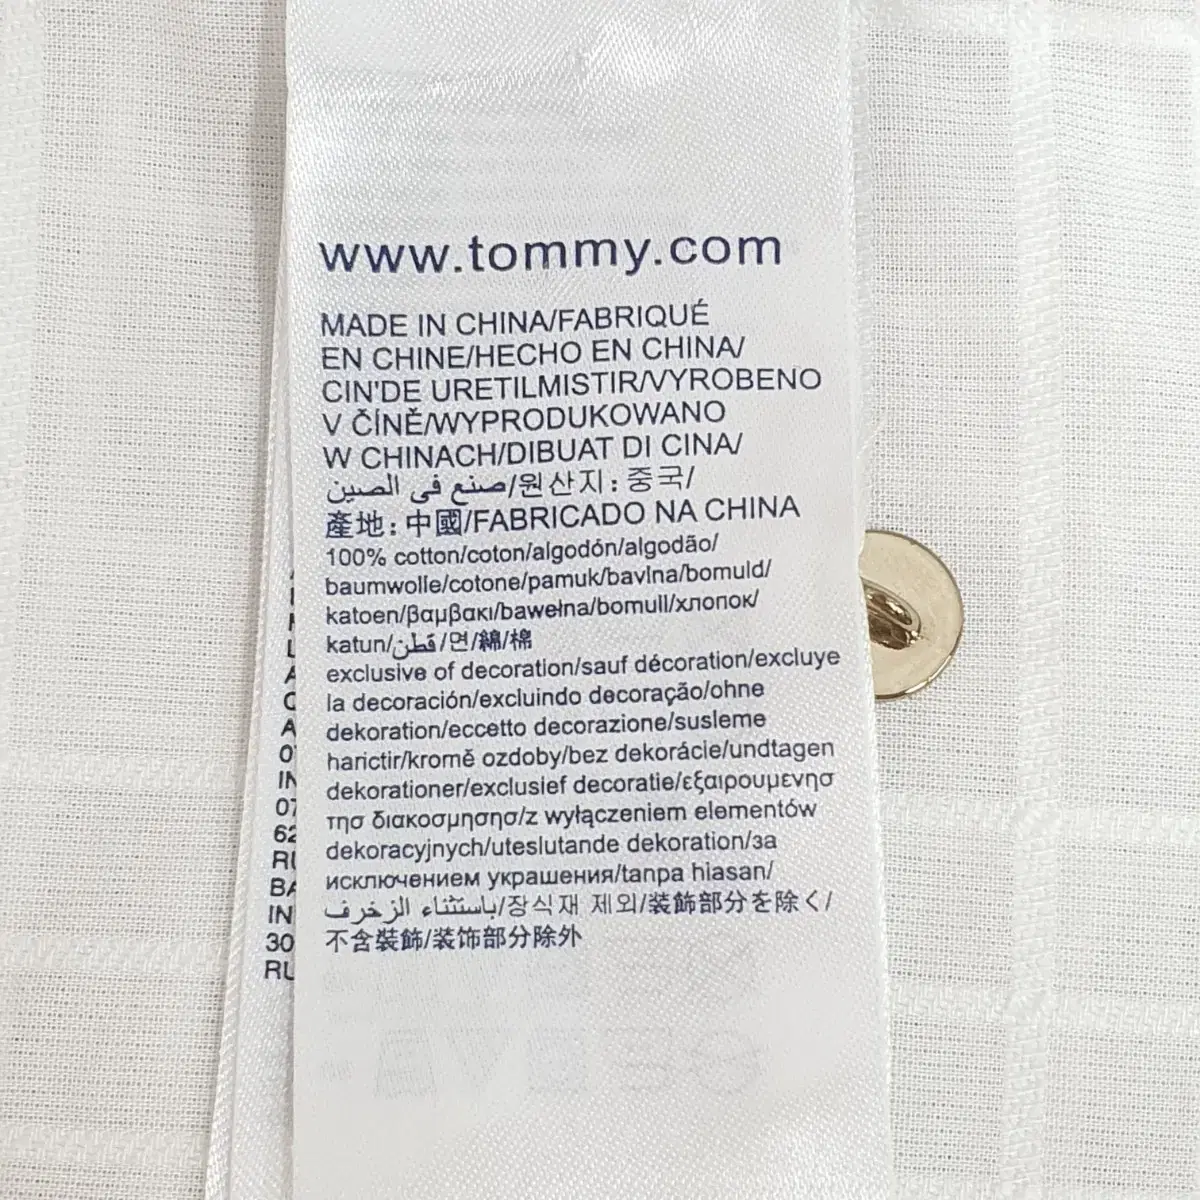 www.tommy.com
MADE IN CHINA/FABRIQUÉ
EN CHINE/HECHO EN CHINA/
CIN'DE URETILMISTIR/VYROBENO
V ČÍNĚ/WYPRODUKOWANO
W CHINACH/DIBUAT DI CINA/
صنع في الصين/원산지:중국/
產地:中國/FABRICADO NA CHINA
100% cotton/coton/algodón/algodão/
baumwolle/cotone/pamuk/bavlna/bomuld/
katoen/βαμβακι/bawełna/bomull/хлопок/
katun/قطن/면/綿/棉
exclusive of decoration/sauf décoration/excluye
la decoración/excluindo decoração/ohne
dekoration/eccetto decorazione/susleme
harictir/kromě ozdoby/bez dekorácie/undtagen
dekorationer/exclusief decoratie/εξαιρουμενησ
τησ διακοσμησησ/z wyłączeniem elementów
dekoracyjnych/uteslutande dekoration/за
исключением украшения/tanpa hiasan/
باستثناء الزخرف/장식재 제외/装飾部分を除く/
不含裝飾/装饰部分除外